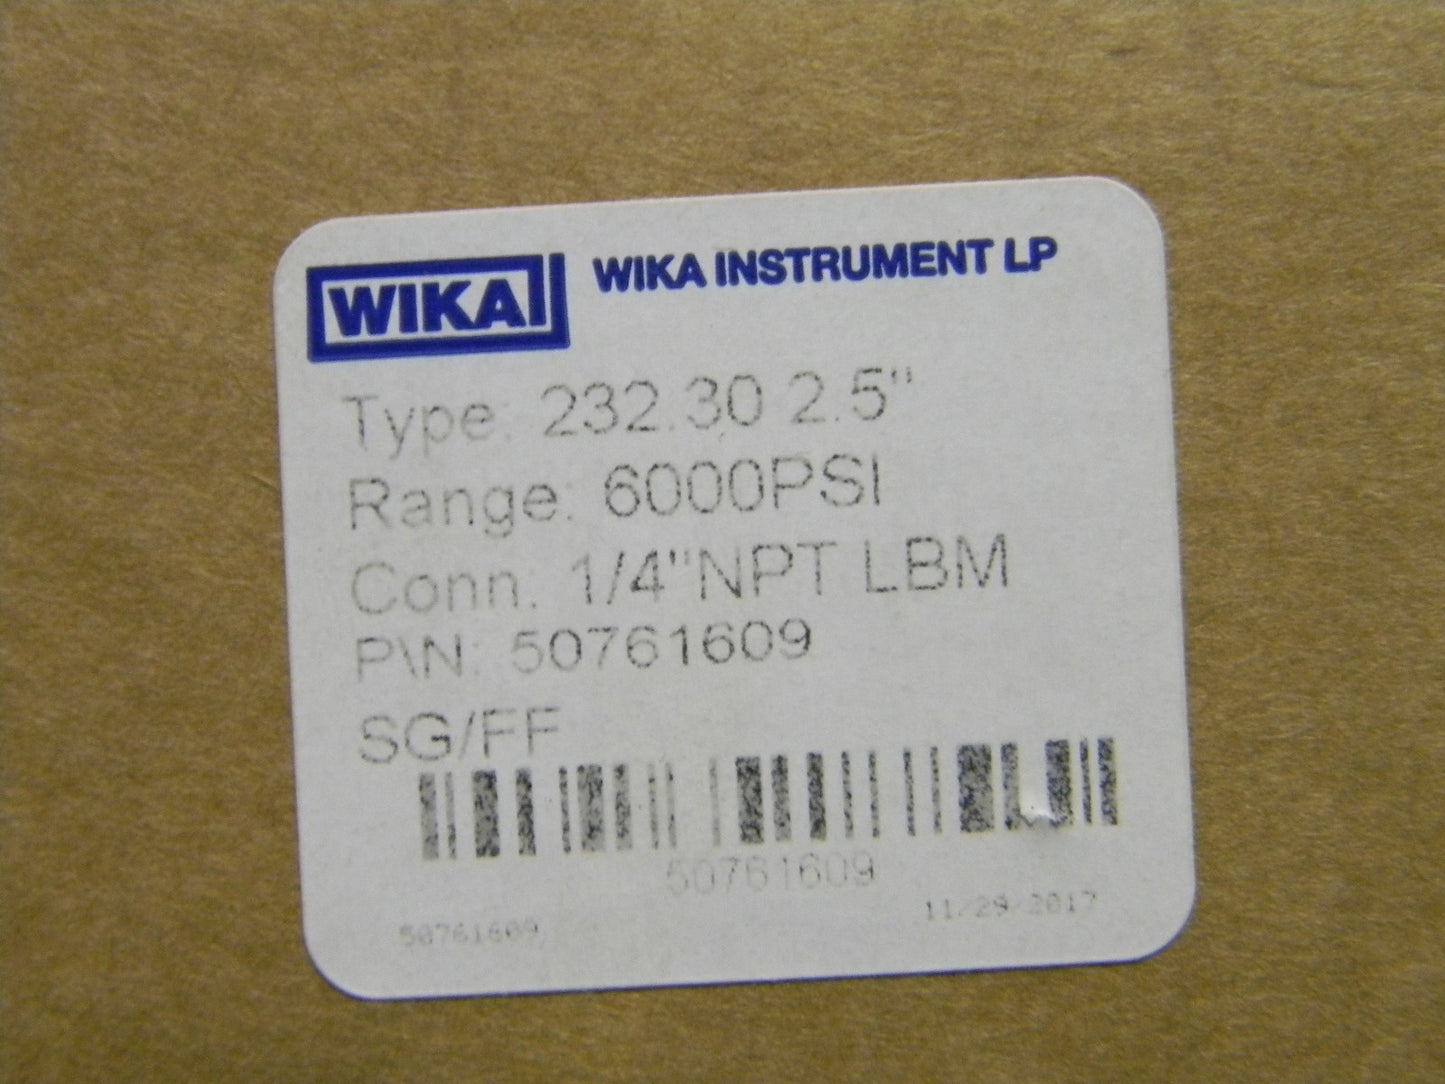 WIKA WIKA INSTRUMENT LP
Type: 232.30 2.5"
Range: 6000PSI
Conn: 1/4"NPT LBM
P\N: 50761609
SG/FF
50761609
50761609 11/29/2017